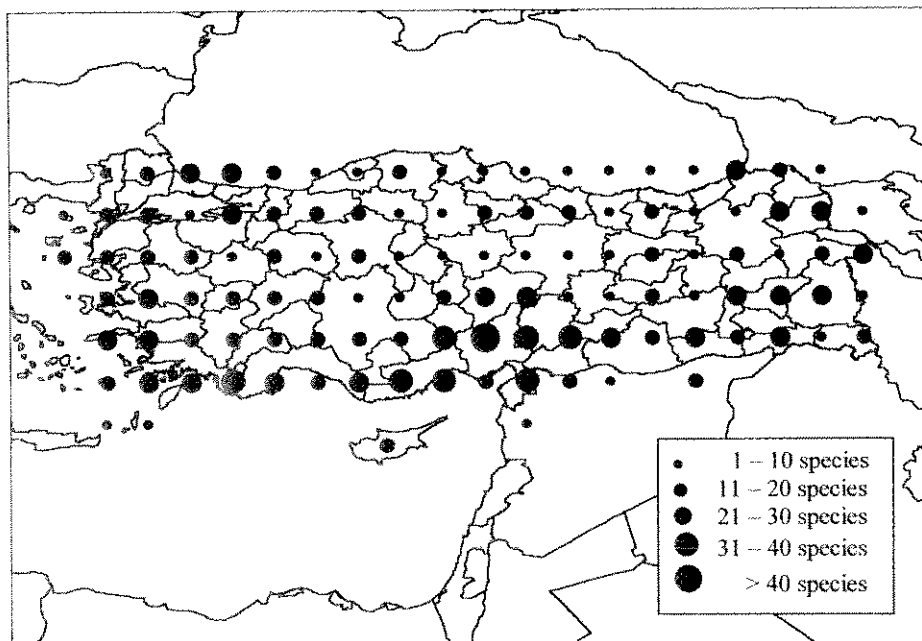 1 – 10 species
11 – 20 species
21 – 30 species
31 – 40 species
> 40 species